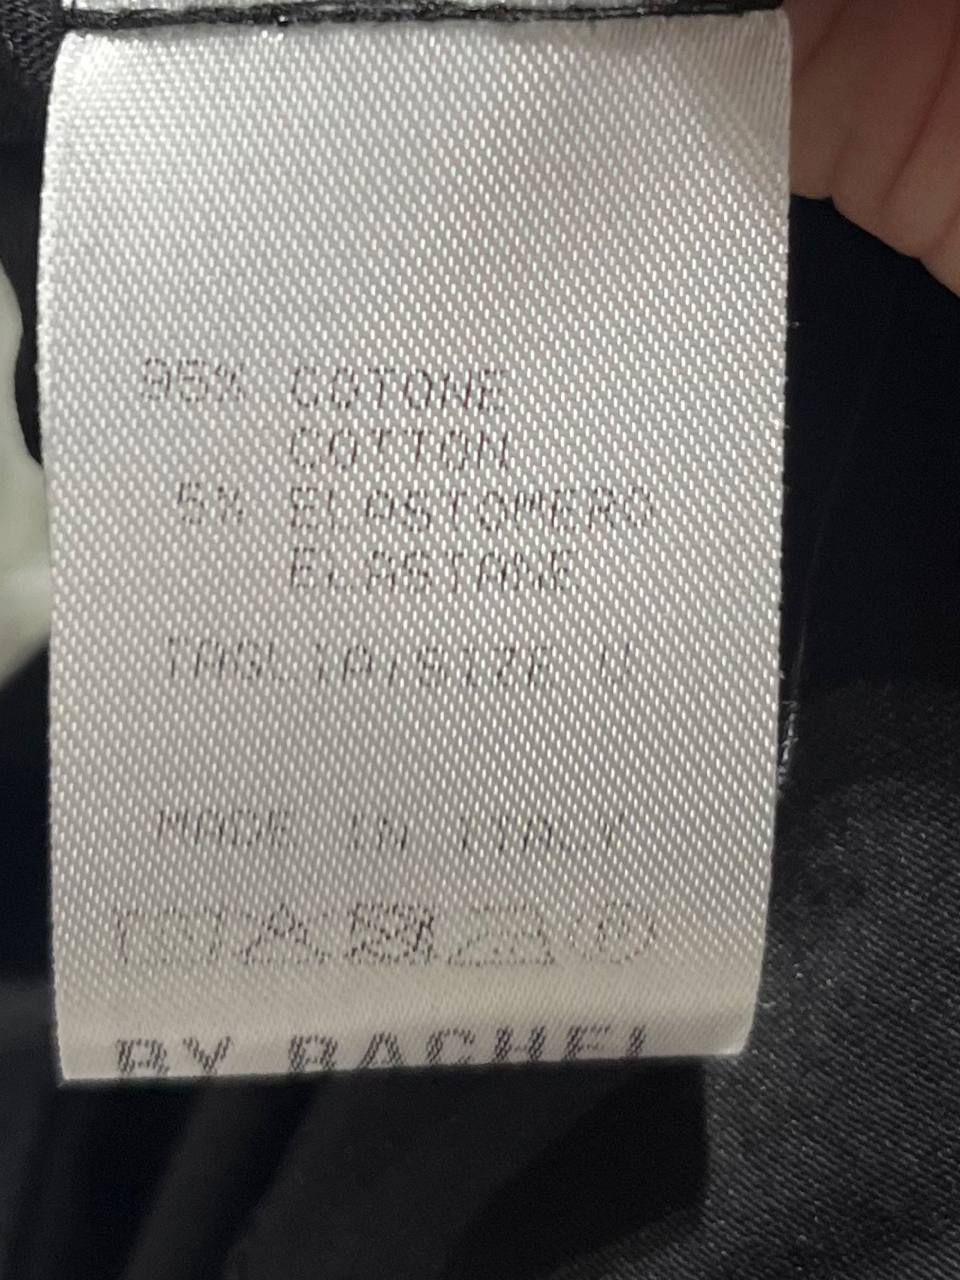 95% COTONE
COTTON
5% ELASTOMERO
ELASTANE
TAGLIA/SIZE U
MADE IN ITALY
BY RACHEL